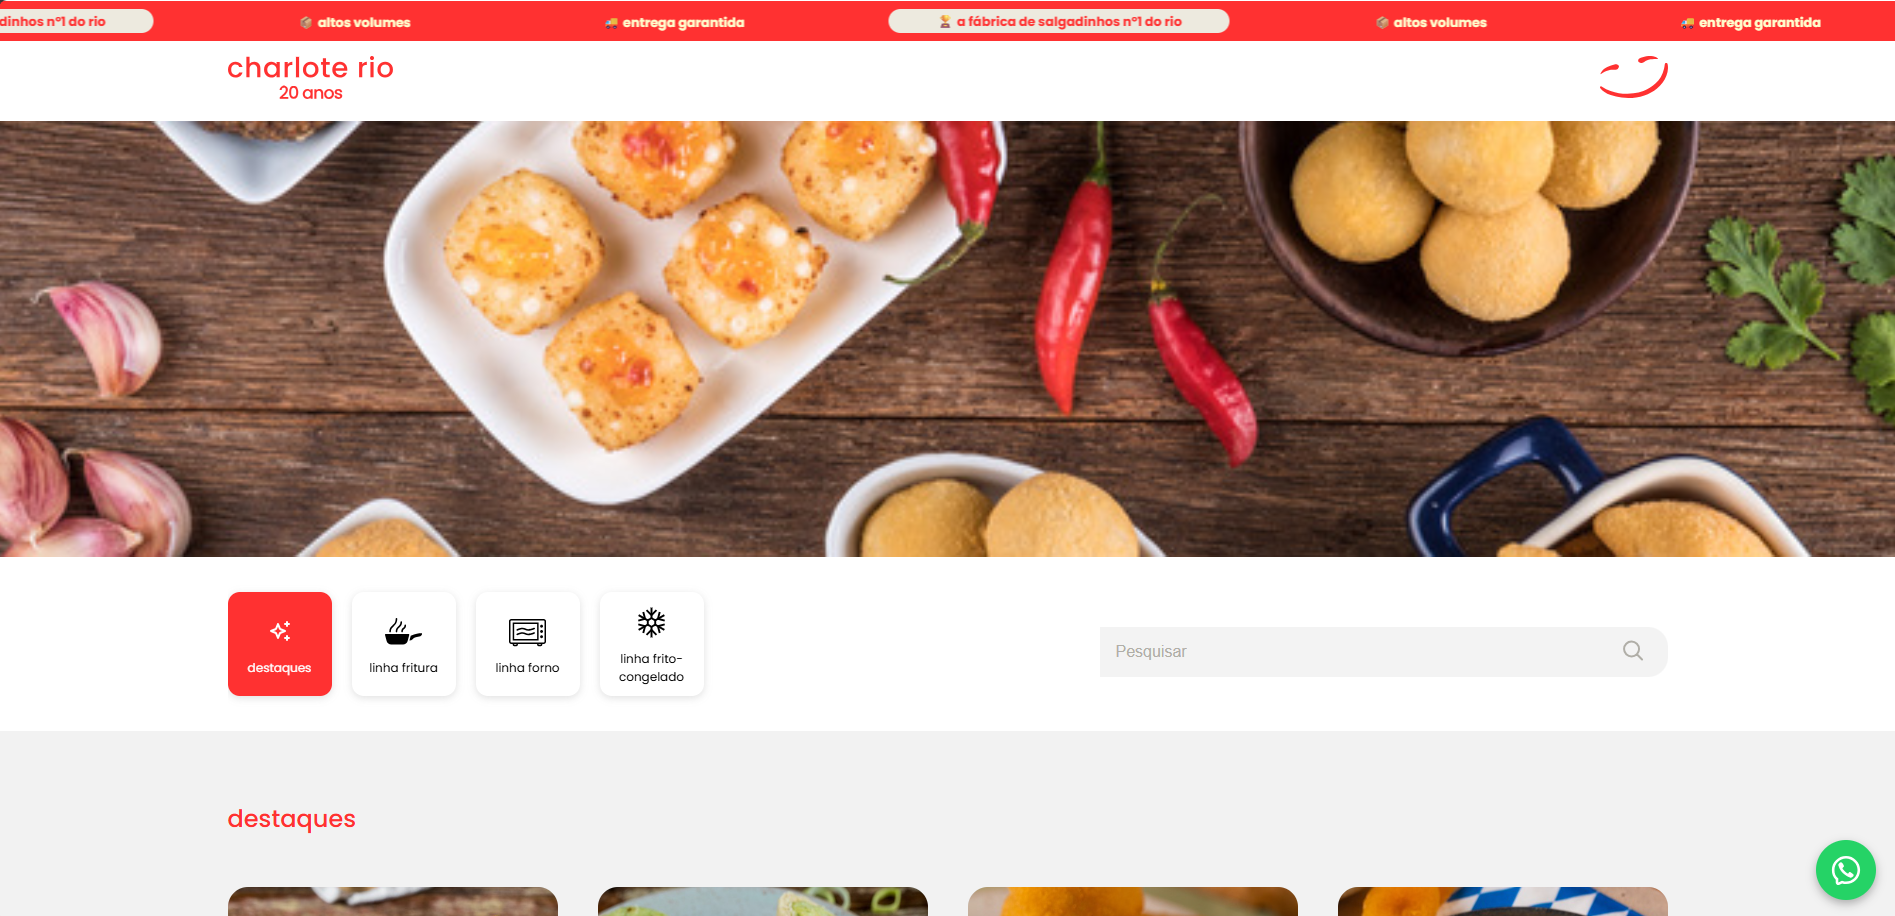 dinhos nº1 do rio
altos volumes
entrega garantida
a fábrica de salgadinhos nº1 do rio
altos volumes
entrega garantida
charlote rio
20 anos
destaques
linha fritura
linha forno
linha frito-
congelado
Pesquisar
destaques